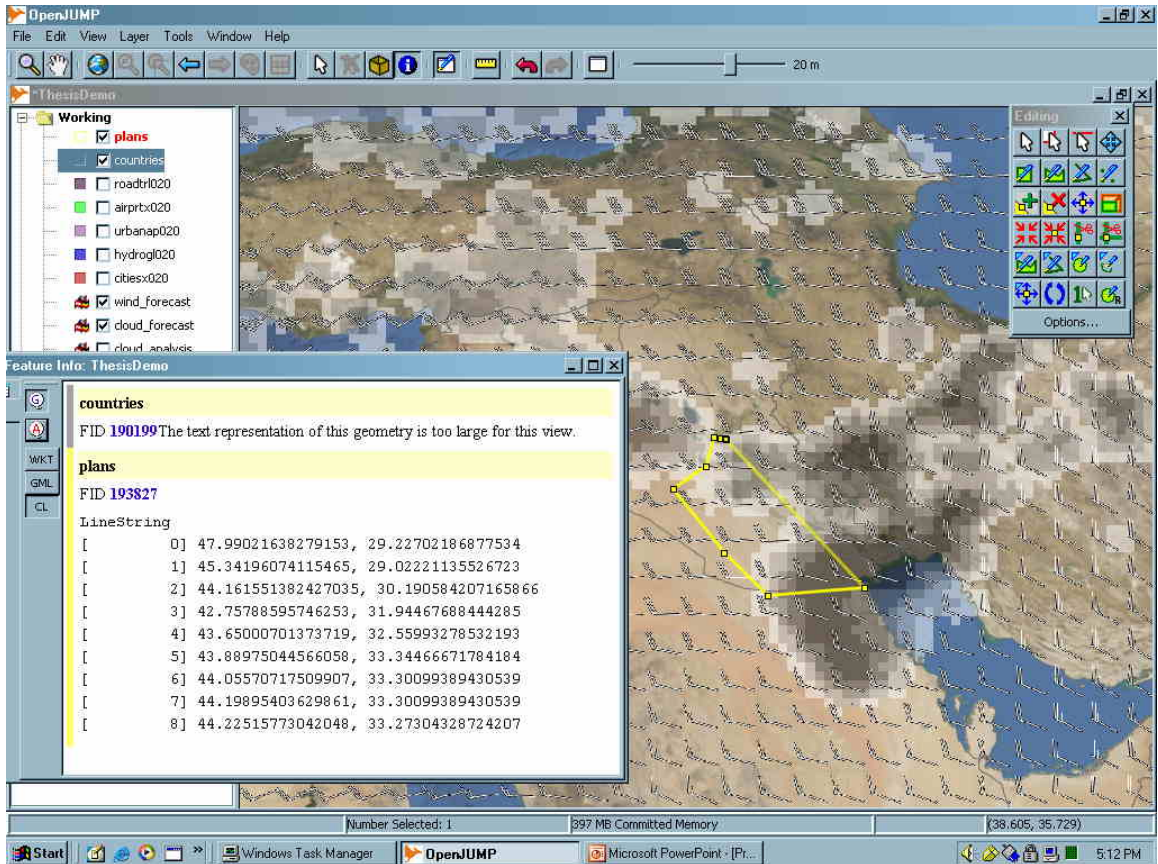 OpenJUMP
File Edit View Layer Tools Window Help
20 m
*ThesisDemo
Working
plans
countries
roadtrl020
airprtx020
urbanap020
hydrogl020
citiesx020
wind_forecast
cloud_forecast
cloud_analysis
Editing
Options...
Feature Info: ThesisDemo
G
A
WKT
GML
CL
countries
FID 190199The text representation of this geometry is too large for this view.
plans
FID 193827
LineString
[ 0] 47.99021638279153, 29.22702186877534
[ 1] 45.34196074115465, 29.02221135526723
[ 2] 44.161551382427035, 30.190584207165866
[ 3] 42.75788595746253, 31.94467688444285
[ 4] 43.65000701373719, 32.55993278532193
[ 5] 43.88975044566058, 33.34466671784184
[ 6] 44.05570717509907, 33.30099389430539
[ 7] 44.19895403629861, 33.30099389430539
[ 8] 44.22515773042048, 33.27304328724207
Number Selected: 1 397 MB Committed Memory (38.605, 35.729)
Start » Windows Task Manager OpenJUMP Microsoft PowerPoint - [Pr... 5:12 PM